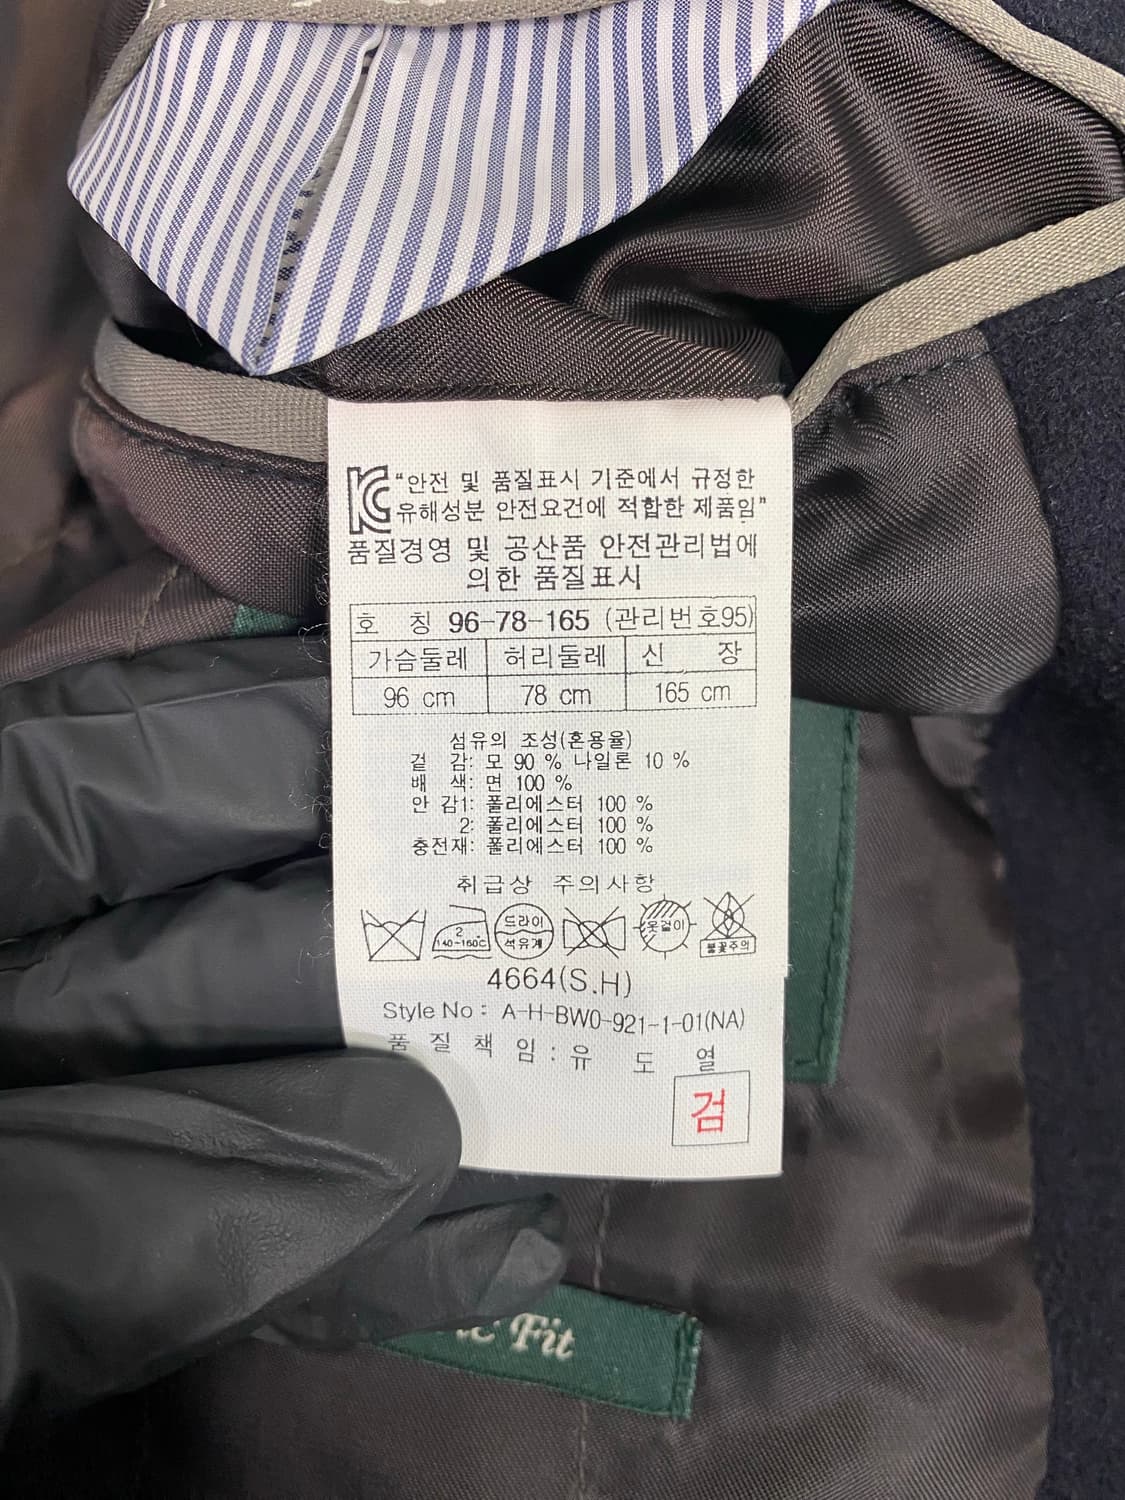 KC "안전 및 품질표시 기준에서 규정한
유해성분 안전요건에 적합한 제품임"
품질경영 및 공산품 안전관리법에
의한 품질표시
호 칭 96-78-165 (관리번호95)
가슴둘레 허리둘레 신 장
96 cm 78 cm 165 cm
섬유의 조성(혼용율)
겉 감: 모 90 % 나일론 10 %
배 색: 면 100 %
안 감1: 폴리에스터 100 %
2: 폴리에스터 100 %
충전재: 폴리에스터 100 %
취급상 주의사항
2 140~160℃ 드라이 석유계 옷걸이 불꽃주의
4664(S.H)
Style No : A-H-BW0-921-1-01(NA)
품 질 책 임 : 유 도 열
검
Fit